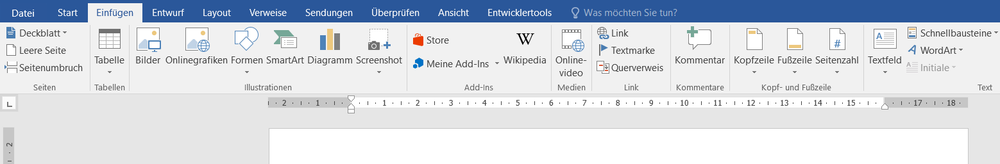 Datei Start Einfügen Entwurf Layout Verweise Sendungen Überprüfen Ansicht Entwicklertools Was möchten Sie tun?
Deckblatt
Leere Seite
Seitenumbruch
Seiten
Tabelle
Tabellen
Bilder Onlinegrafiken Formen SmartArt Diagramm Screenshot
Illustrationen
Store
Meine Add-Ins
W
Wikipedia
Add-Ins
Online-
video
Medien
Link
Textmarke
Querverweis
Link
Kommentar
Kommentare
Kopfzeile Fußzeile Seitenzahl
#
Kopf- und Fußzeile
A
Textfeld
Schnellbausteine
A WordArt
A Initiale
Text
L
2 1 1 2 3 4 5 6 7 8 9 10 11 12 13 14 15 17 18
2